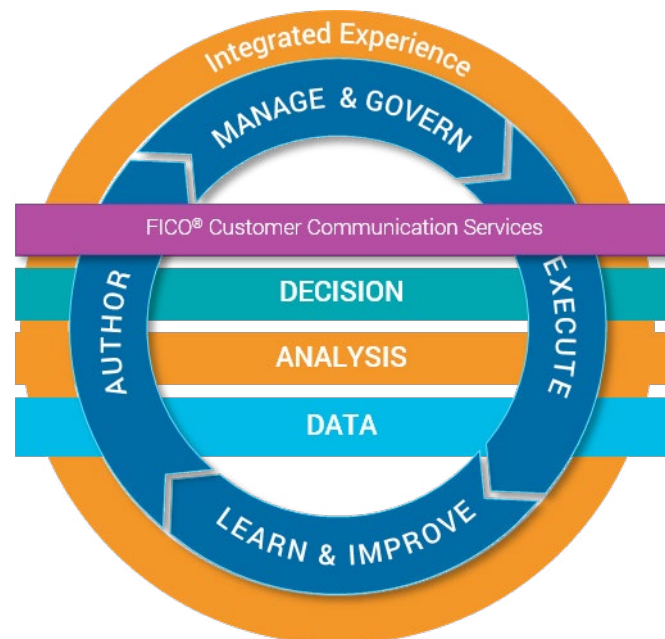 Integrated Experience
MANAGE & GOVERN
FICO® Customer Communication Services
AUTHOR
DECISION
EXECUTE
ANALYSIS
DATA
LEARN & IMPROVE